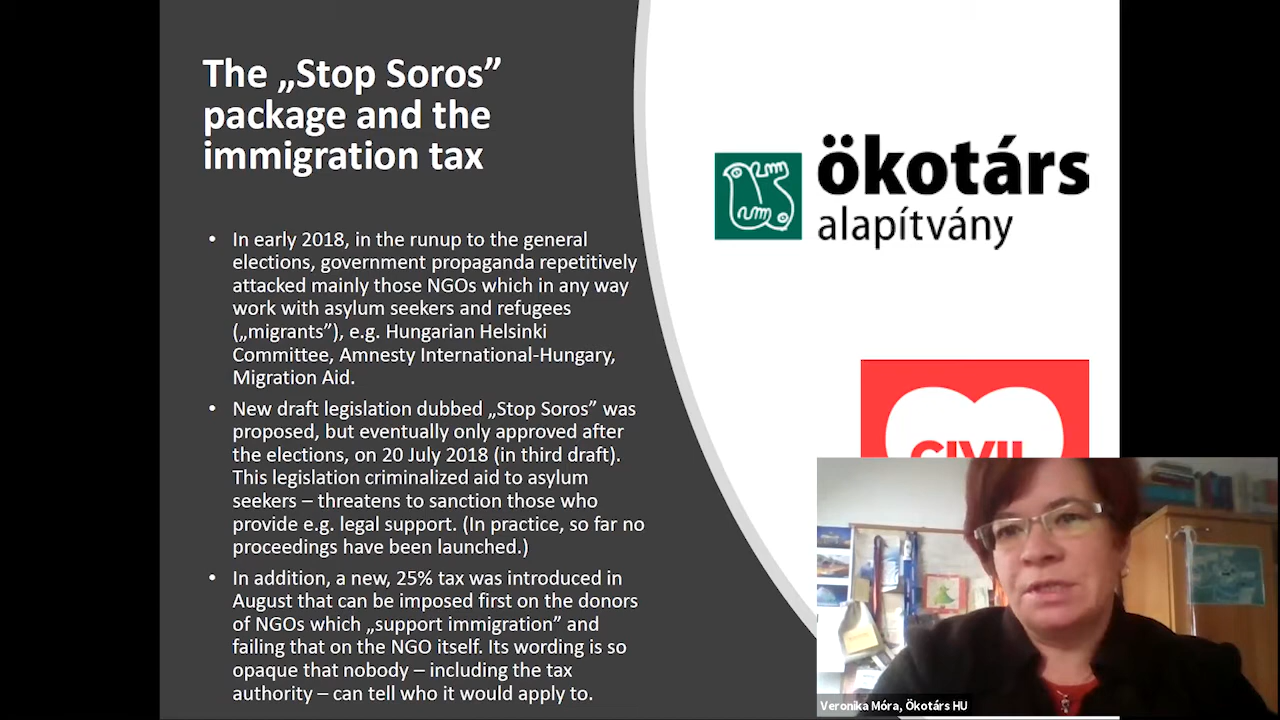 The „Stop Soros”
package and the
immigration tax
• In early 2018, in the runup to the general
elections, government propaganda repetitively
attacked mainly those NGOs which in any way
work with asylum seekers and refugees
(„migrants”), e.g. Hungarian Helsinki
Committee, Amnesty International-Hungary,
Migration Aid.
• New draft legislation dubbed „Stop Soros” was
proposed, but eventually only approved after
the elections, on 20 July 2018 (in third draft).
This legislation criminalized aid to asylum
seekers – threatens to sanction those who
provide e.g. legal support. (In practice, so far no
proceedings have been launched.)
• In addition, a new, 25% tax was introduced in
August that can be imposed first on the donors
of NGOs which „support immigration” and
failing that on the NGO itself. Its wording is so
opaque that nobody – including the tax
authority – can tell who it would apply to.
ökotárs
alapítvány
CIVIL
Veronika Móra, Ökotárs HU